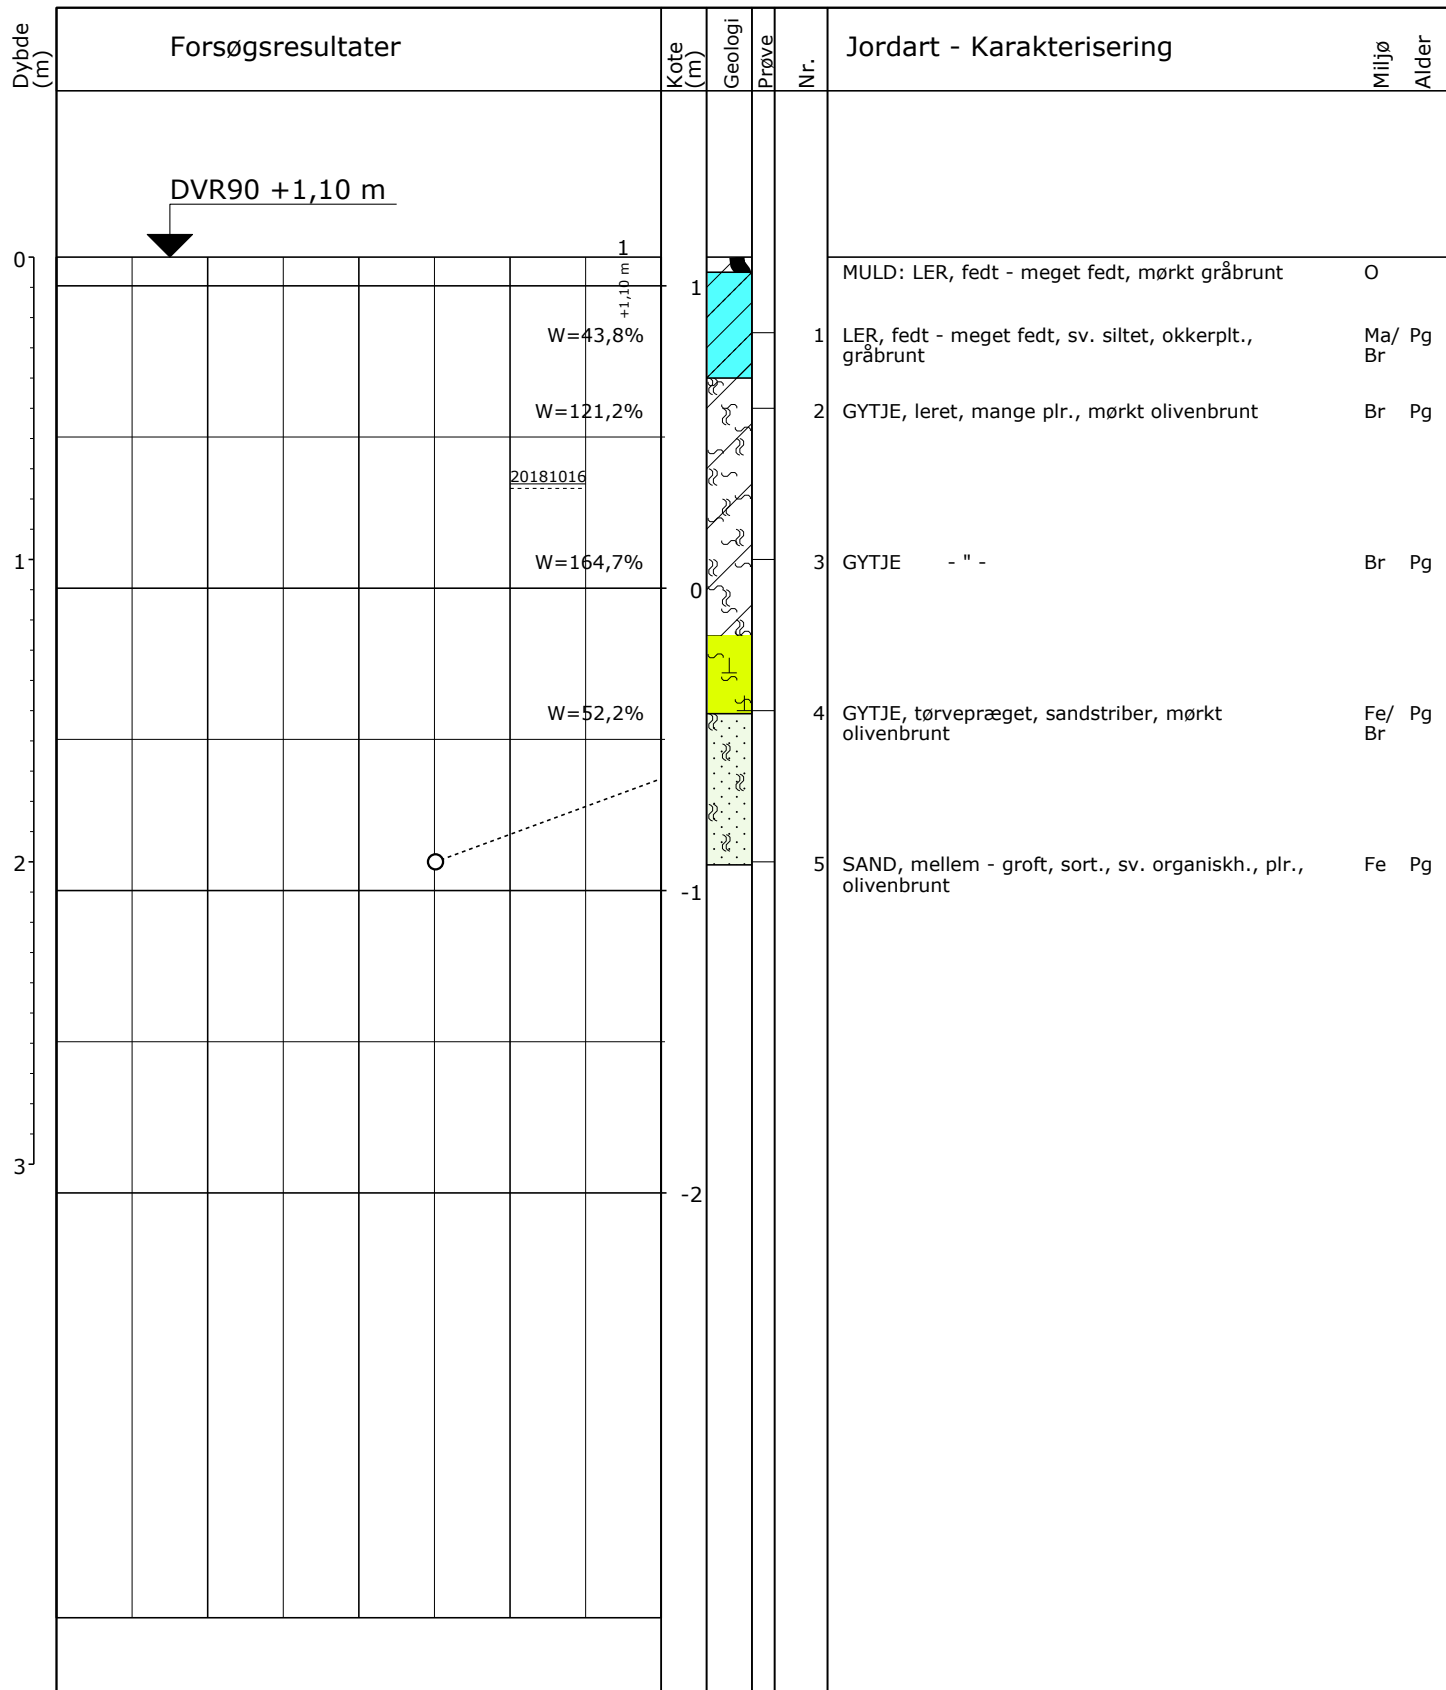 Dybde
(m)
Forsøgsresultater
Kote
(m)
Geologi
Prøve
Nr.
Jordart - Karakterisering
Miljø
Alder
DVR90 +1,10 m
0
1
+1,10 m
1
MULD: LER, fedt - meget fedt, mørkt gråbrunt O
W=43,8% 1 LER, fedt - meget fedt, sv. siltet, okkerplt., Ma/ Pg
gråbrunt Br
W=121,2% 2 GYTJE, leret, mange plr., mørkt olivenbrunt Br Pg
20181016
1 W=164,7% 3 GYTJE - " - Br Pg
0
W=52,2% 4 GYTJE, tørvepræget, sandstriber, mørkt Fe/ Pg
olivenbrunt Br
2 5 SAND, mellem - groft, sort., sv. organiskh., plr., Fe Pg
olivenbrunt
-1
3
-2